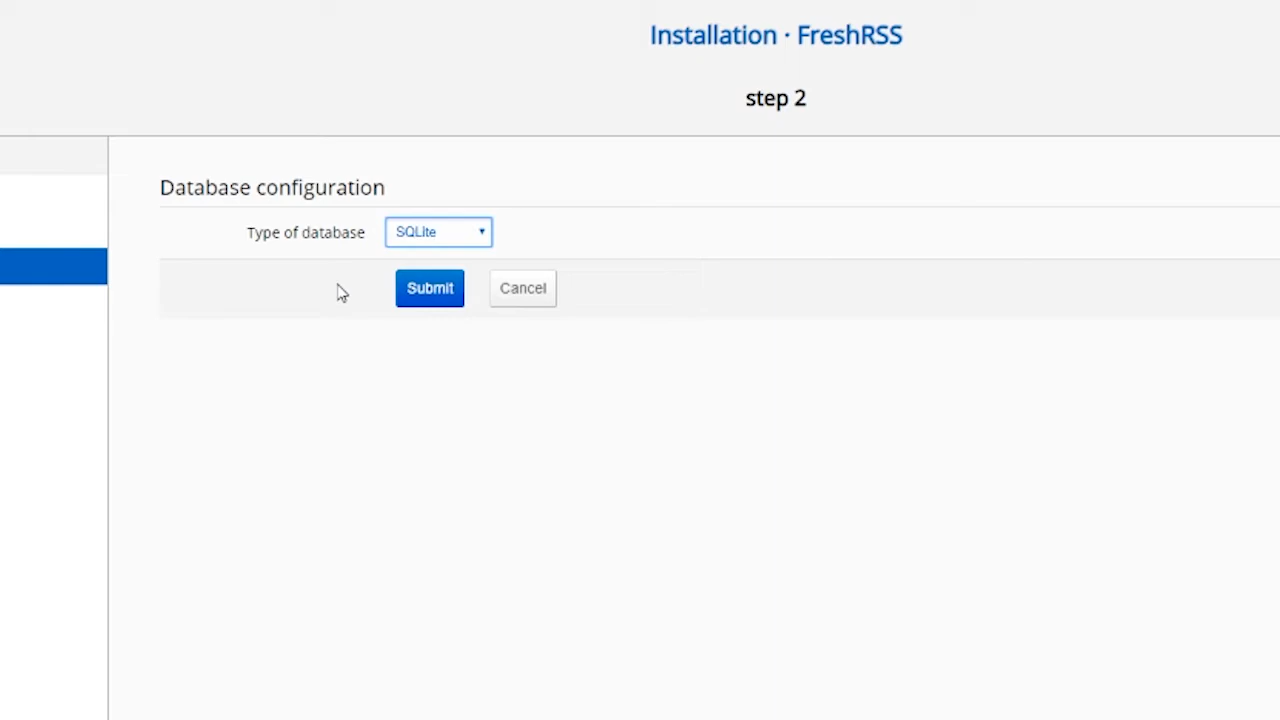 Installation · FreshRSS
step 2
Database configuration
Type of database SQLite
Submit Cancel